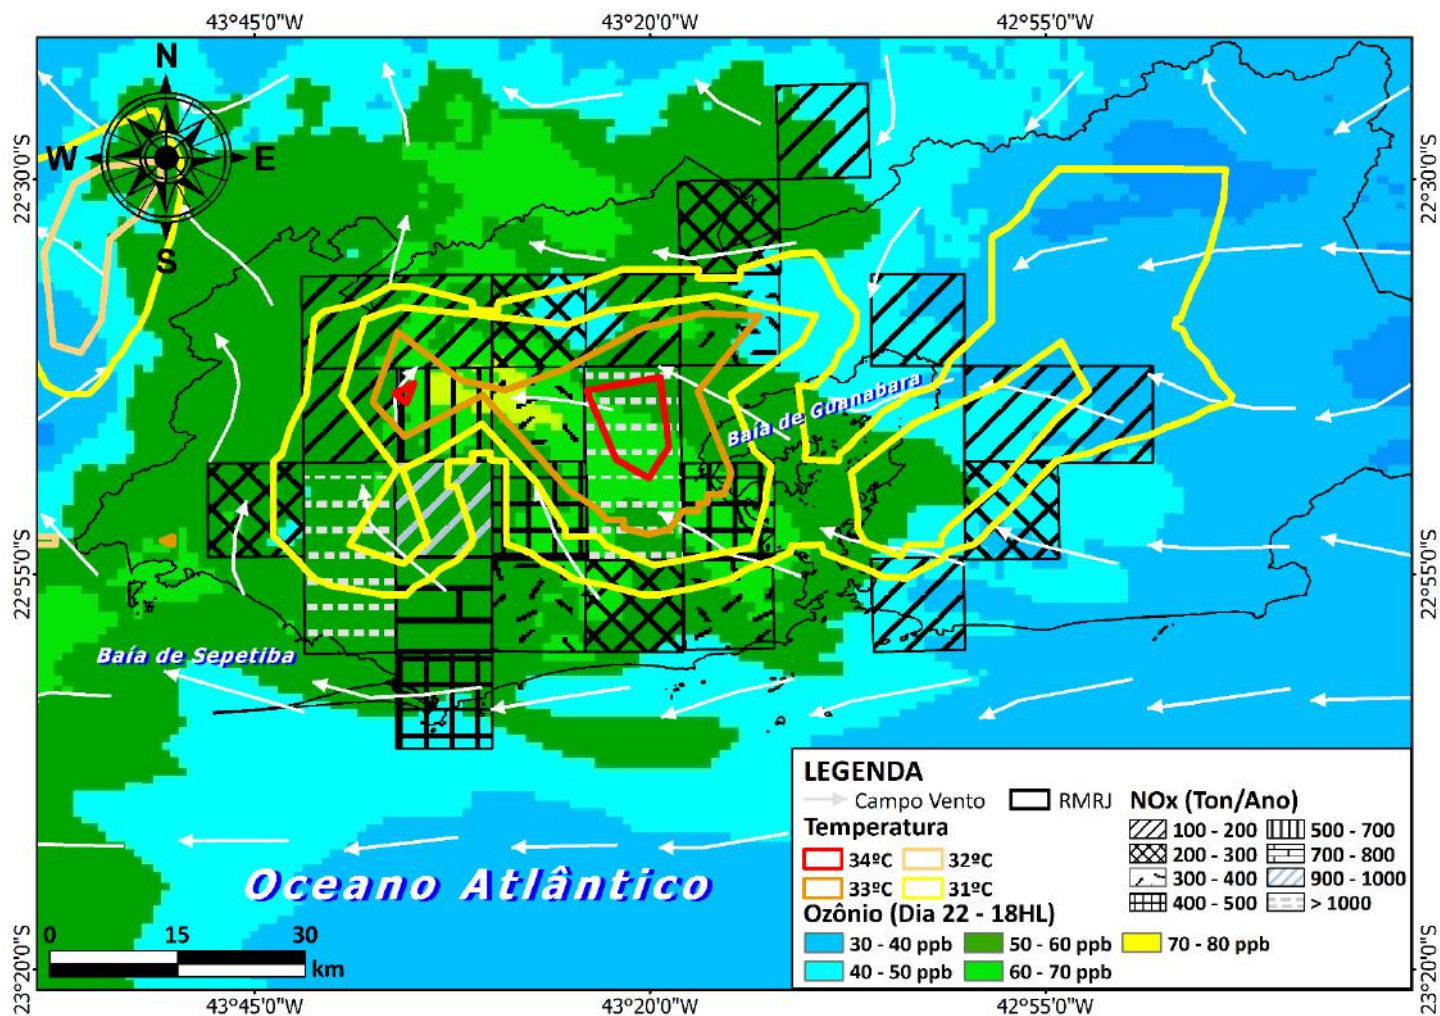 43°45'0"W 43°20'0"W 42°55'0"W
N
W E
S
22°30'0"S 22°30'0"S
Baía de Guanabara
22°55'0"S 22°55'0"S
Baía de Sepetiba
Oceano Atlântico
0 15 30
km
23°20'0"S 23°20'0"S
LEGENDA
Campo Vento RMRJ
Temperatura
34ºC 32ºC
33ºC 31ºC
NOx (Ton/Ano)
100 - 200 500 - 700
200 - 300 700 - 800
300 - 400 900 - 1000
400 - 500 > 1000
Ozônio (Dia 22 - 18HL)
30 - 40 ppb 50 - 60 ppb 70 - 80 ppb
40 - 50 ppb 60 - 70 ppb
43°45'0"W 43°20'0"W 42°55'0"W